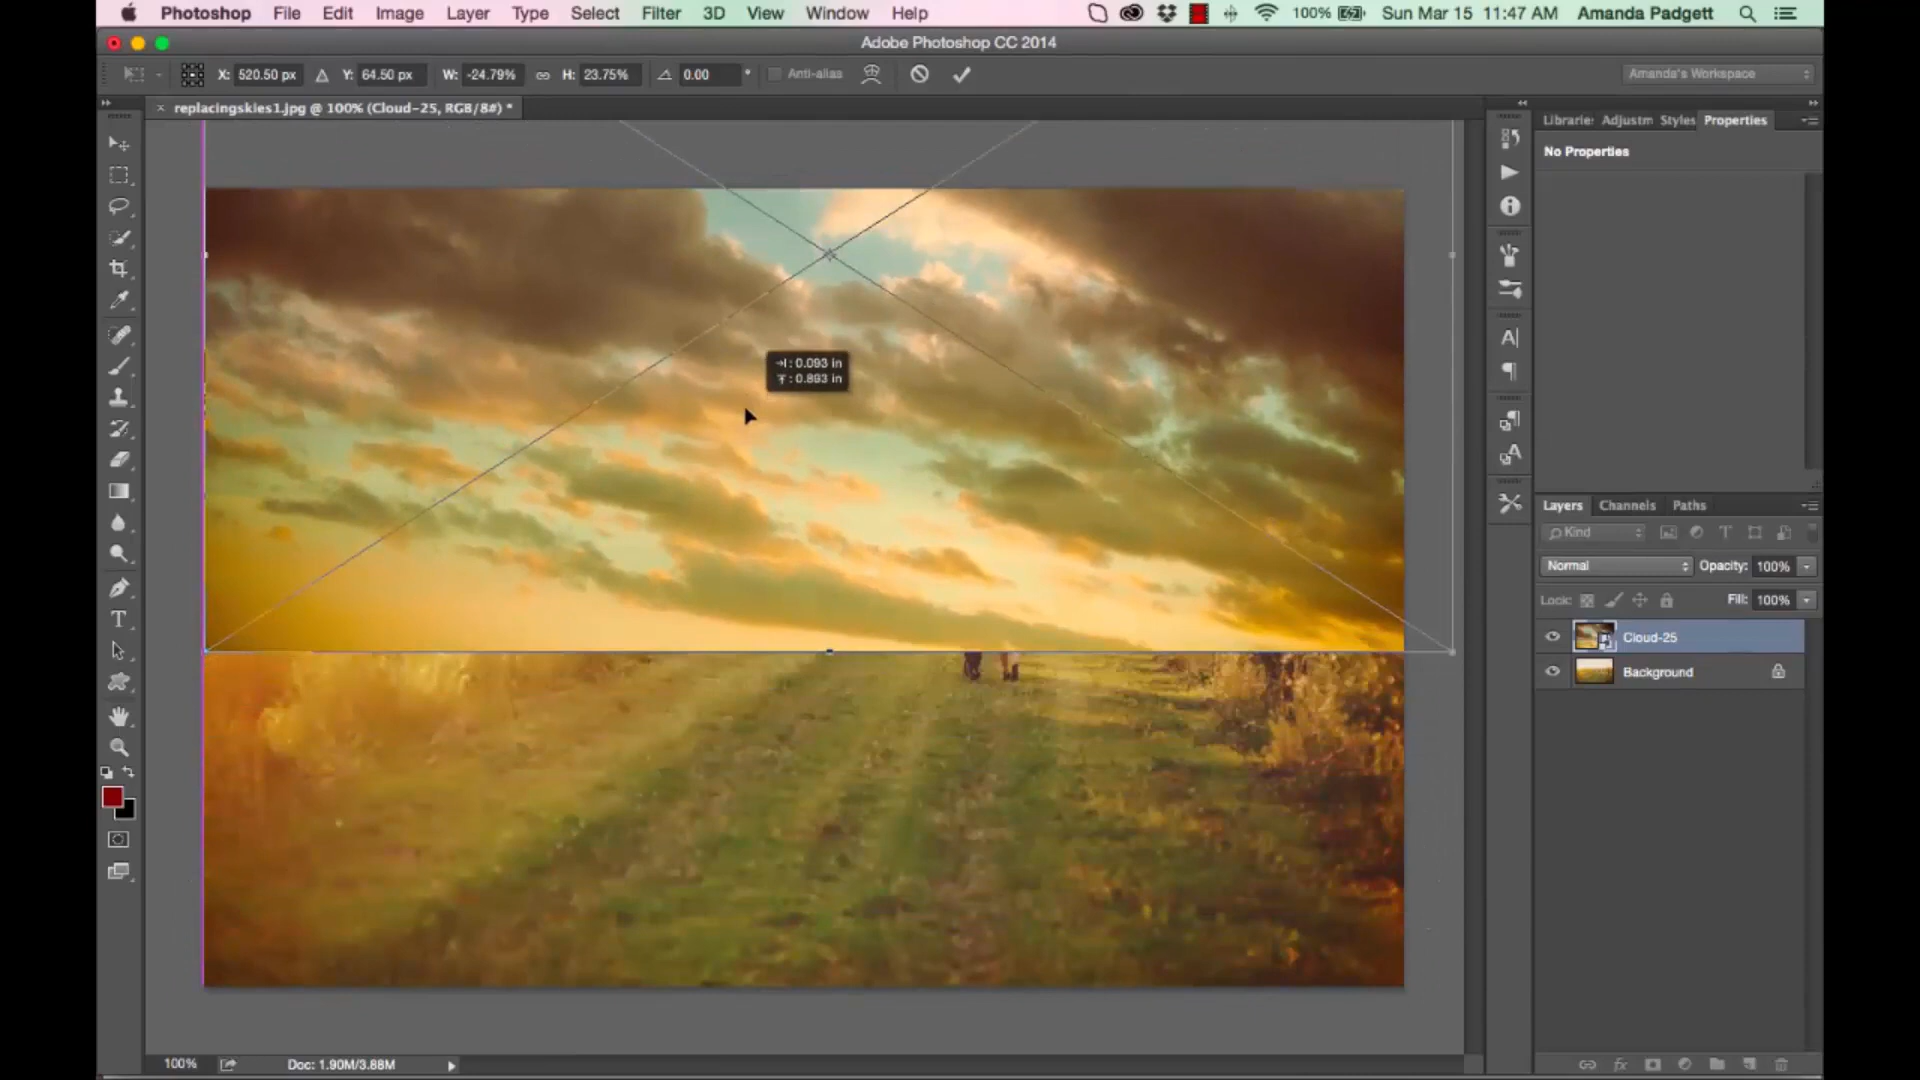 Photoshop File Edit Image Layer Type Select Filter 3D View Window Help 100% Sun Mar 15 11:47 AM Amanda Padgett
Adobe Photoshop CC 2014
X: 520.50 px Y: 64.50 px W: -24.79% H: 23.75% 0.00 ° Anti-alias Amanda's Workspace
× replacingskies1.jpg @ 100% (Cloud-25, RGB/8#) *
Librarie: Adjustm Styles Properties
No Properties
: 0.093 in
: 0.893 in
Layers Channels Paths
Kind
Normal Opacity: 100%
Lock: Fill: 100%
Cloud-25
Background
100% Doc: 1.90M/3.88M